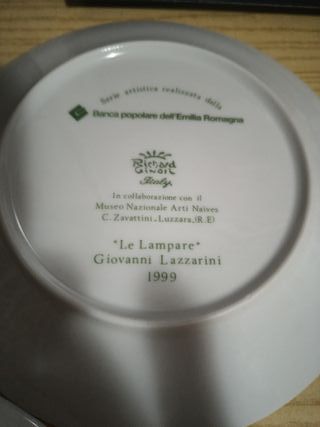 Serie artistica realizzata dalla
Banca popolare dell'Emilia Romagna
Richard
Ginori
Italy
In collaborazione con il
Museo Nazionale Arti Naïves
C. Zavattini - Luzzara,(R.E)
"Le Lampare"
Giovanni Lazzarini
1999